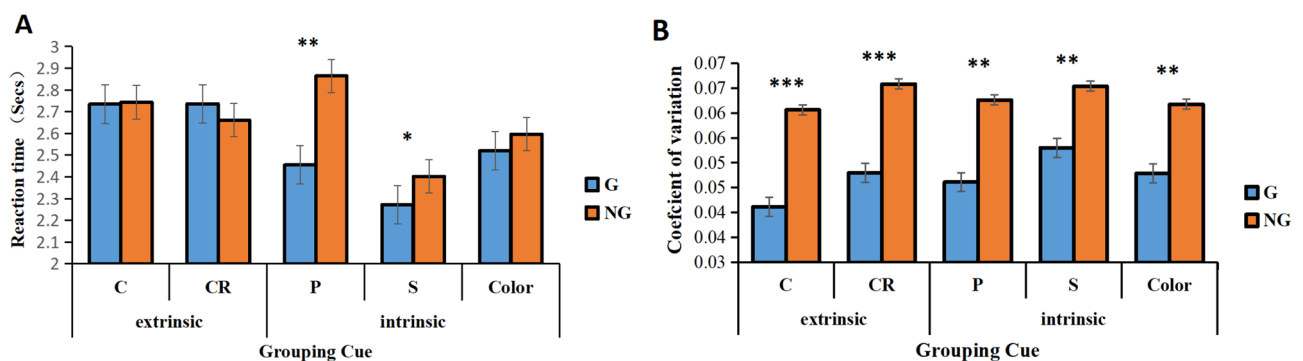 A
Reaction time （Secs）
3
2.9
2.8
2.7
2.6
2.5
2.4
2.3
2.2
2.1
2
**
*
G
NG
C CR P S Color
extrinsic intrinsic
Grouping Cue
B
Coefcient of variation
0.07
0.06
0.06
0.05
0.05
0.04
0.04
0.03
*** *** ** ** **
G
NG
C CR P S Color
extrinsic intrinsic
Grouping Cue